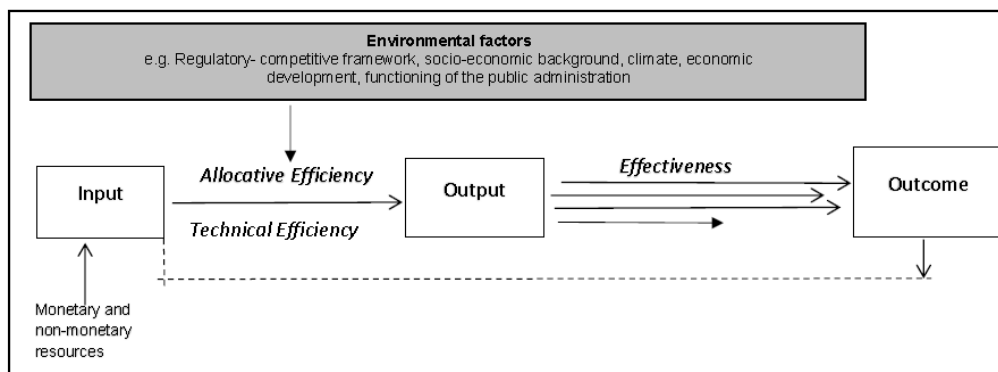 Environmental factors
e.g. Regulatory- competitive framework, socio-economic background, climate, economic
development, functioning of the public administration
Allocative Efficiency
Effectiveness
Input
Output
Outcome
Technical Efficiency
Monetary and
non-monetary
resources